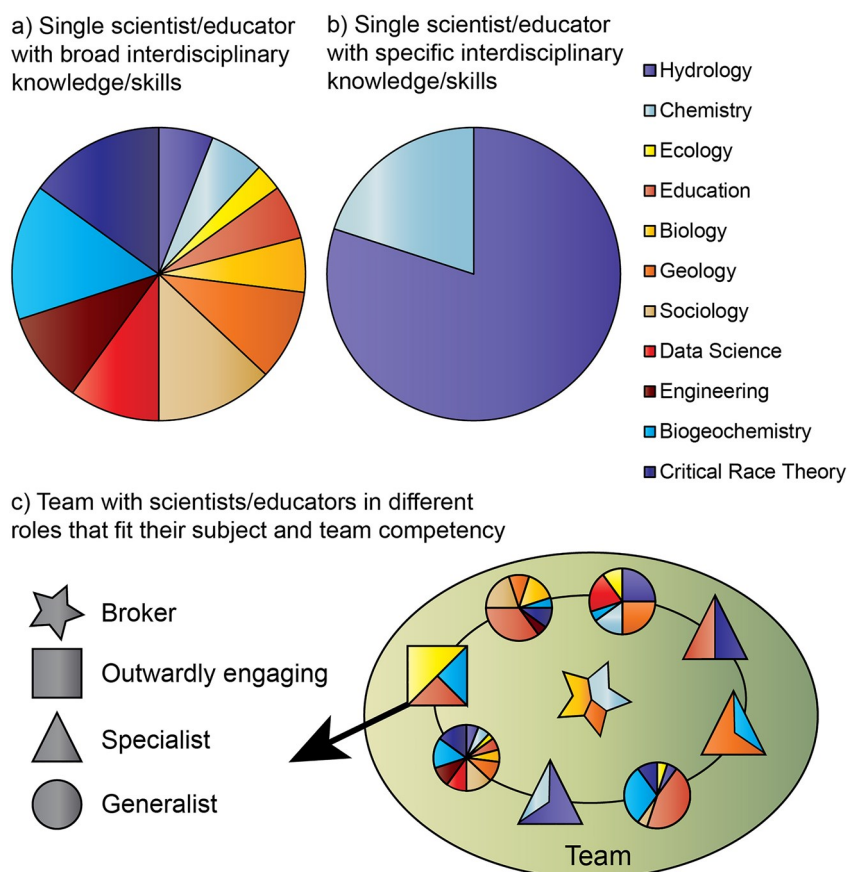 a) Single scientist/educator
with broad interdisciplinary
knowledge/skills
b) Single scientist/educator
with specific interdisciplinary
knowledge/skills
Hydrology
Chemistry
Ecology
Education
Biology
Geology
Sociology
Data Science
Engineering
Biogeochemistry
Critical Race Theory
c) Team with scientists/educators in different
roles that fit their subject and team competency
Broker
Outwardly engaging
Specialist
Generalist
Team